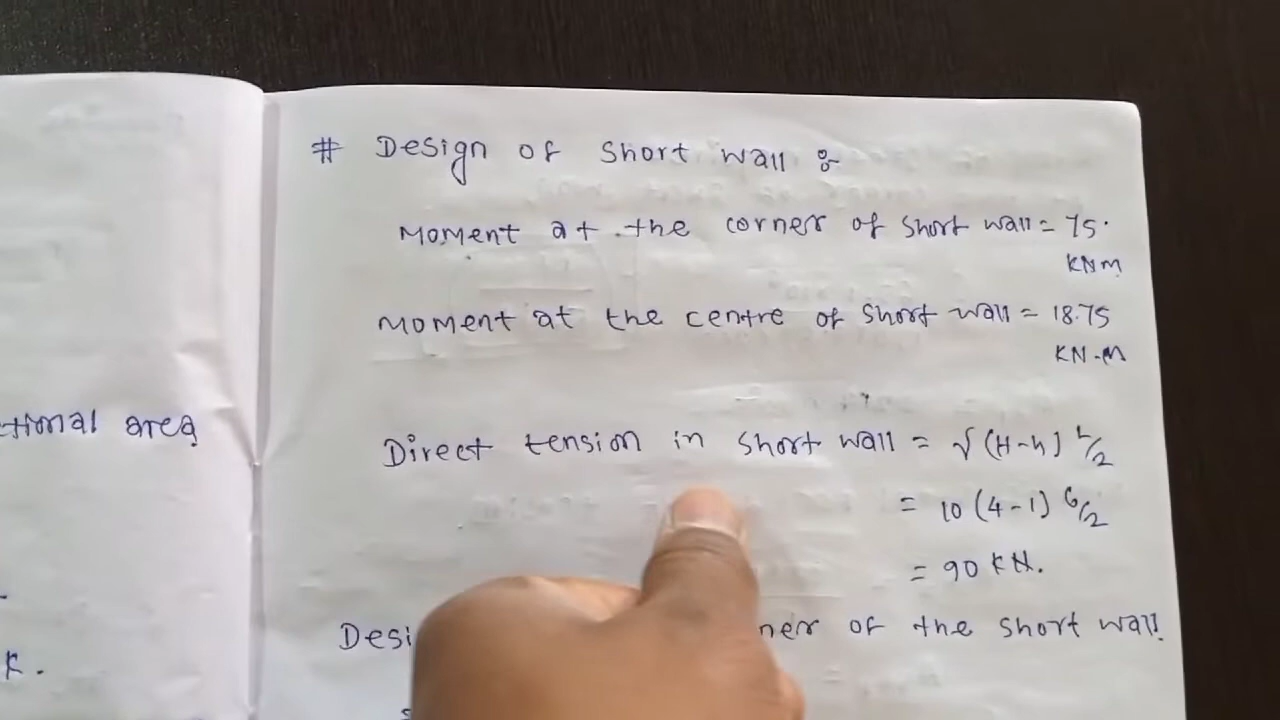 tional area
K.
# Design of short wall :-
Moment at the corner of short wall = 75.
KNm
Moment at the centre of short wall = 18.75
KN-m
Direct tension in short wall = γ (H-h) L/2
= 10 (4-1) 6/2
= 90 KN.
Desi ner of the short wall